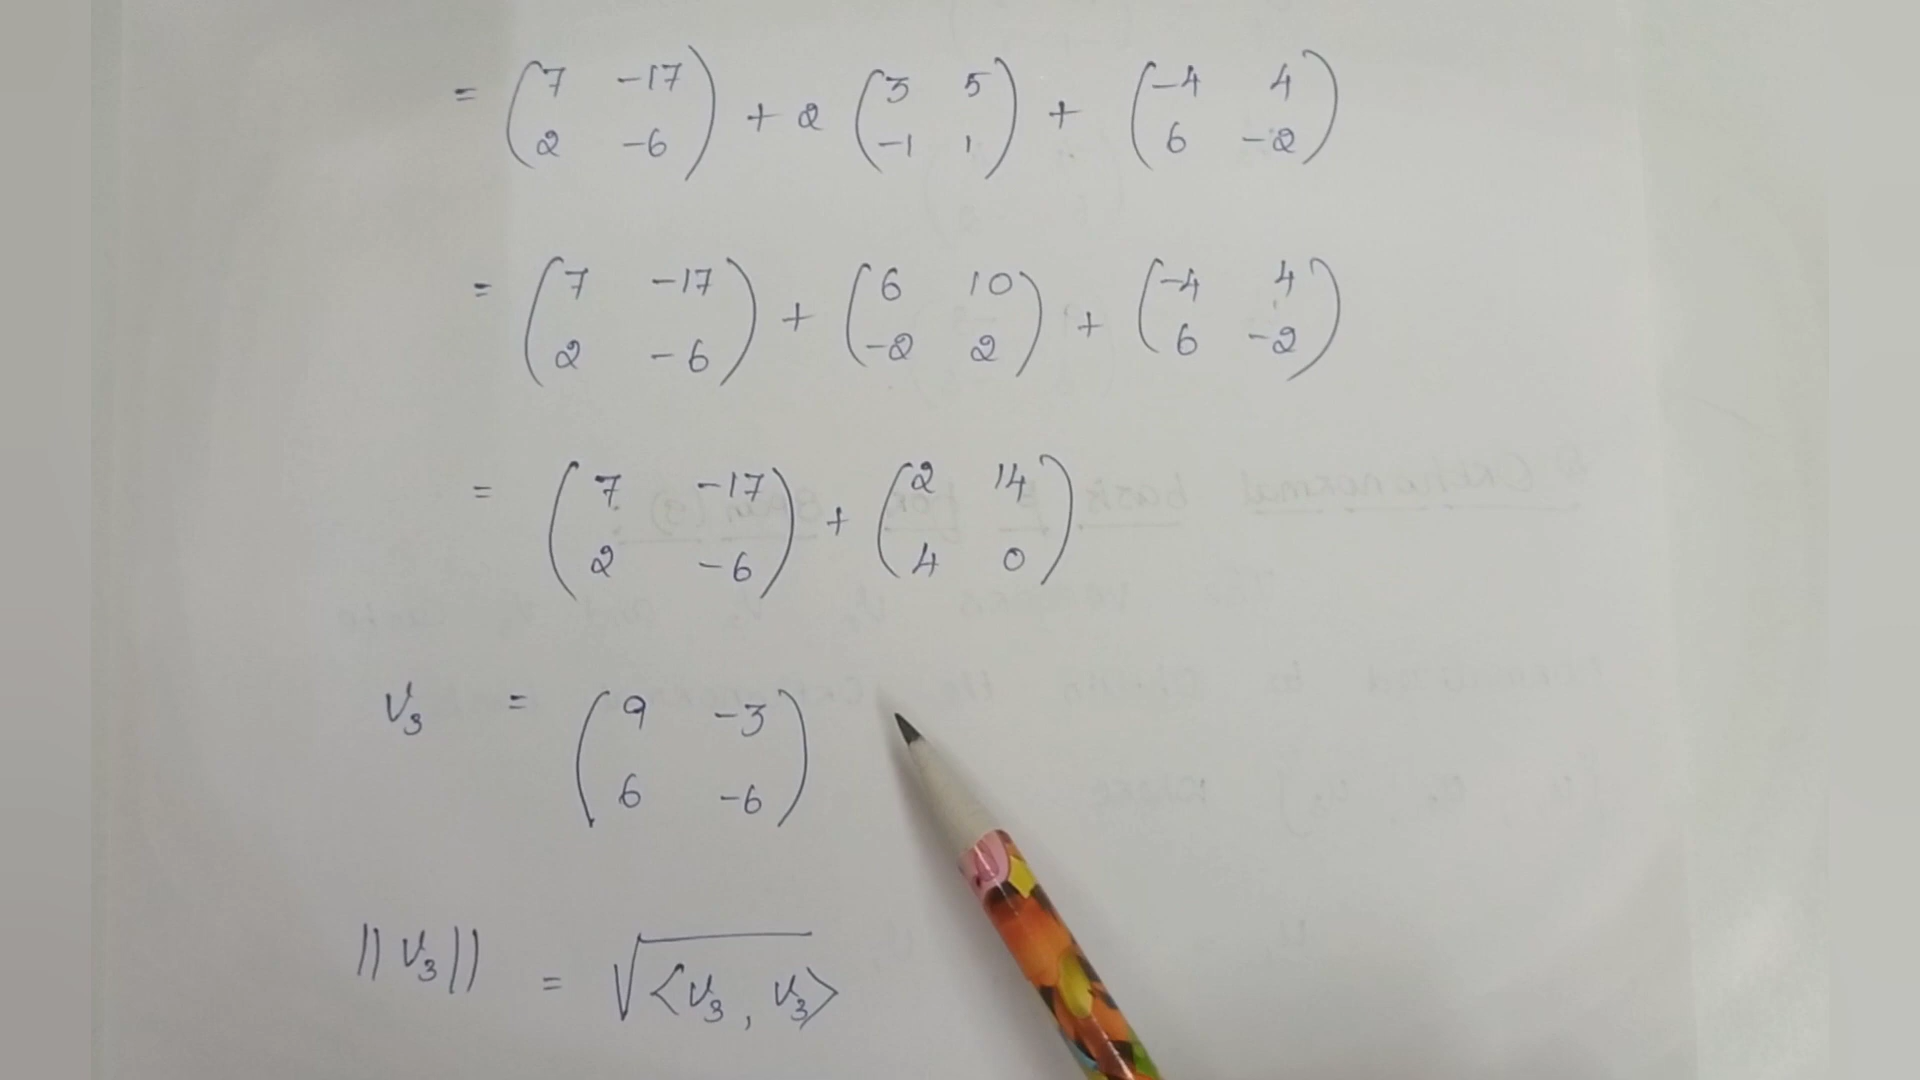 = ( 7 -17 ; 2 -6 ) + 2 ( 3 5 ; -1 1 ) + ( -4 4 ; 6 -2 )
= ( 7 -17 ; 2 -6 ) + ( 6 10 ; -2 2 ) + ( -4 4 ; 6 -2 )
= ( 7 -17 ; 2 -6 ) + ( 2 14 ; 4 0 )
v₃ = ( 9 -3 ; 6 -6 )
||v₃|| = √<v₃, v₃>